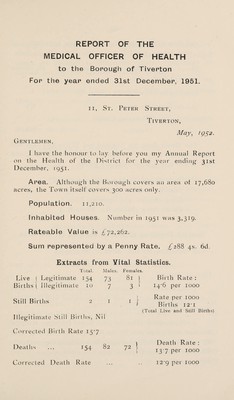 REPORT OF THE
MEDICAL OFFICER OF HEALTH
to the Borough of Tiverton
For the year ended 31st December, 1951.
11, St. Peter Street,
Tiverton,
May, 1952.
Gentlemen,
I have the honour to lay before you my Annual Report
on the Health of the District for the year ending 31st
December, 1951.
Area. Although the Borough covers an area of 17,680
acres, the Town itself covers 300 acres only.
Population. 11,210.
Inhabited Houses. Number in 1951 was 3,319.
Rateable Value is £72,262.
Sum represented by a Penny Rate, £288 4s. 6d.
Extracts from Vital Statistics.
Total. Males. Females.
Live { Legitimate 154 73 81 } Birth Rate:
Births { Illegitimate 10 7 3 } 14·6 per 1000
Still Births 2 1 1 } Rate per 1000
Births 12·1
(Total Live and Still Births)
Illegitimate Still Births, Nil
Corrected Birth Rate 13·7
Deaths ... 154 82 72 } Death Rate:
13·7 per 1000
Corrected Death Rate ... .. 12·9 per 1000